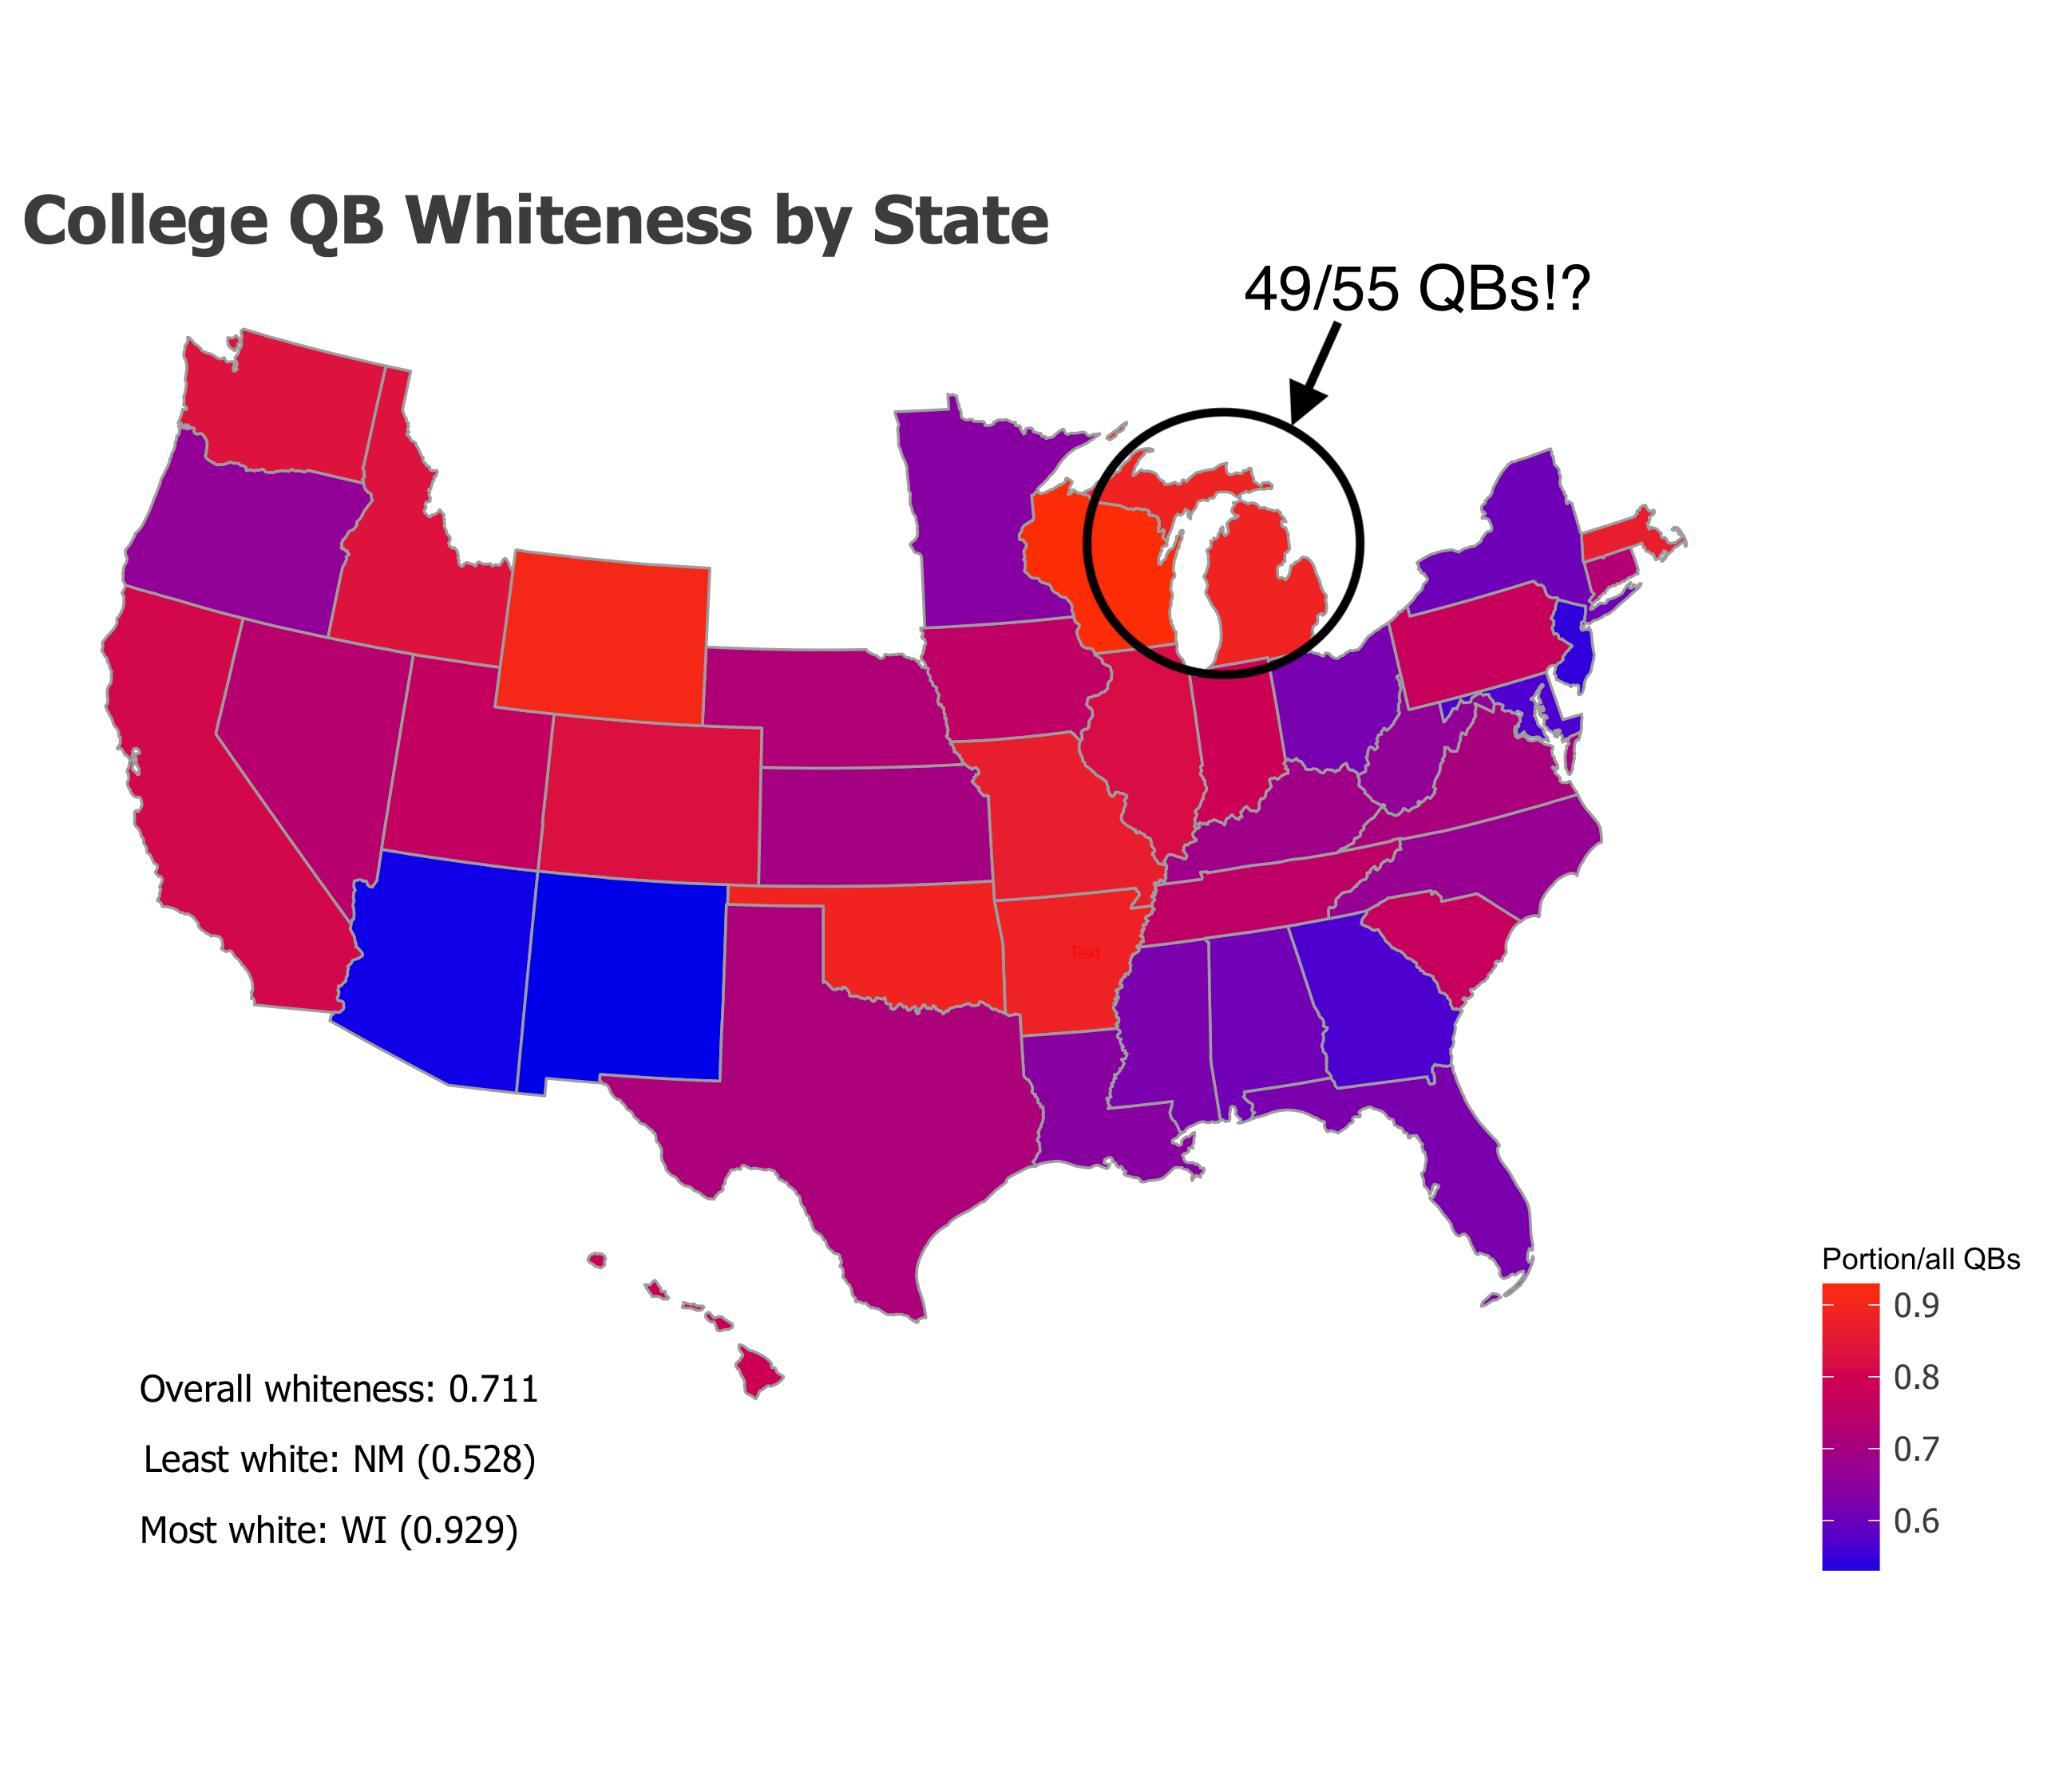 College QB Whiteness by State
49/55 QBs!?
Text
Portion/all QBs
0.9
0.8
0.7
0.6
Overall whiteness: 0.711
Least white: NM (0.528)
Most white: WI (0.929)